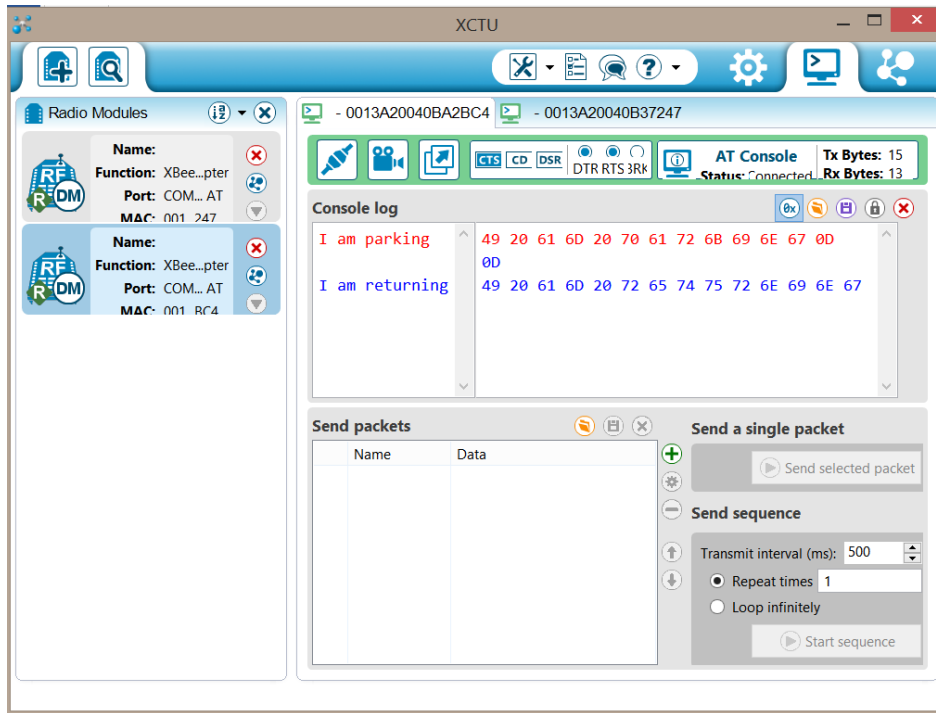 XCTU
Radio Modules
- 0013A20040BA2BC4 - 0013A20040B37247
RF
R DM
Name:
Function: XBee...pter
Port: COM... AT
MAC: 001 247
RF
R DM
Name:
Function: XBee...pter
Port: COM... AT
MAC: 001 BC4
CTS CD DSR
DTR RTS
AT Console
Status: Connected
Tx Bytes: 15
Rx Bytes: 13
Console log
0x
I am parking 49 20 61 6D 20 70 61 72 6B 69 6E 67 0D
0D
I am returning 49 20 61 6D 20 72 65 74 75 72 6E 69 6E 67
Send packets
Name Data
Send a single packet
Send selected packet
Send sequence
Transmit interval (ms): 500
Repeat times 1
Loop infinitely
Start sequence